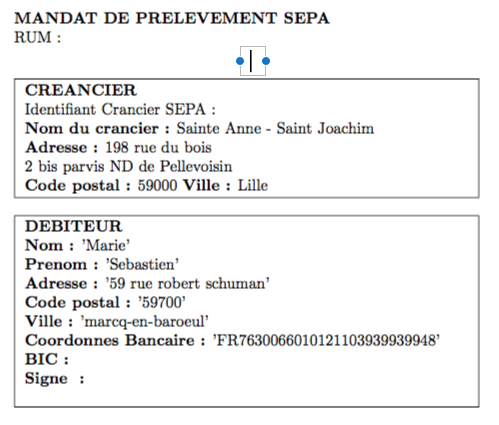 MANDAT DE PRELEVEMENT SEPA
RUM :
CREANCIER
Identifiant Crancier SEPA :
Nom du crancier : Sainte Anne - Saint Joachim
Adresse : 198 rue du bois
2 bis parvis ND de Pellevoisin
Code postal : 59000 Ville : Lille
DEBITEUR
Nom : 'Marie'
Prenom : 'Sebastien'
Adresse : '59 rue robert schuman'
Code postal : '59700'
Ville : 'marcq-en-baroeul'
Coordonnes Bancaire : 'FR7630066010121103939939948'
BIC :
Signe :